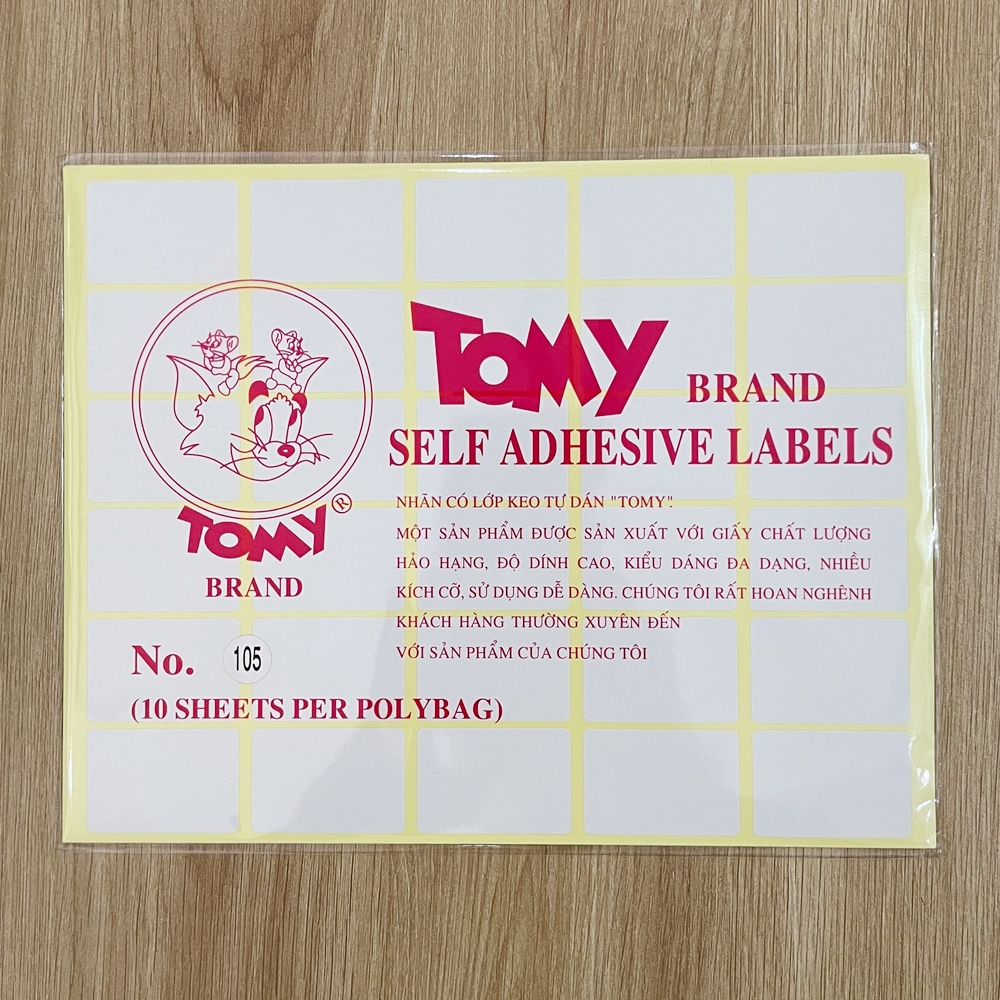 TOMY BRAND
SELF ADHESIVE LABELS
NHÃN CÓ LỚP KEO TỰ DÁN "TOMY".
MỘT SẢN PHẨM ĐƯỢC SẢN XUẤT VỚI GIẤY CHẤT LƯỢNG
HẢO HẠNG, ĐỘ DÍNH CAO, KIỂU DÁNG ĐA DẠNG, NHIỀU
KÍCH CỠ, SỬ DỤNG DỄ DÀNG. CHÚNG TÔI RẤT HOAN NGHÊNH
KHÁCH HÀNG THƯỜNG XUYÊN ĐẾN
VỚI SẢN PHẨM CỦA CHÚNG TÔI
TOMY ®
BRAND
No. 105
(10 SHEETS PER POLYBAG)